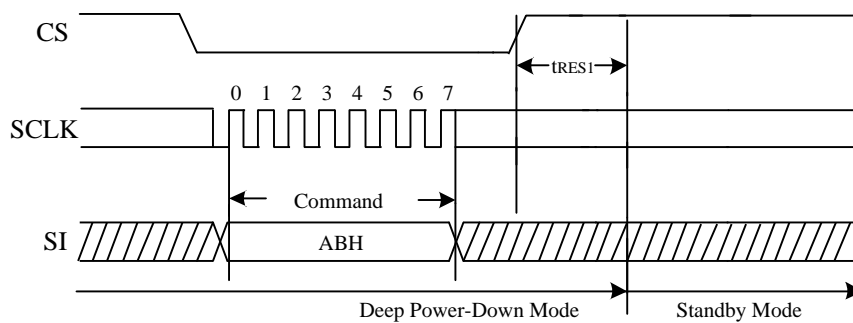 CS
tRES1
0 1 2 3 4 5 6 7
SCLK
Command
SI
ABH
Deep Power-Down Mode
Standby Mode